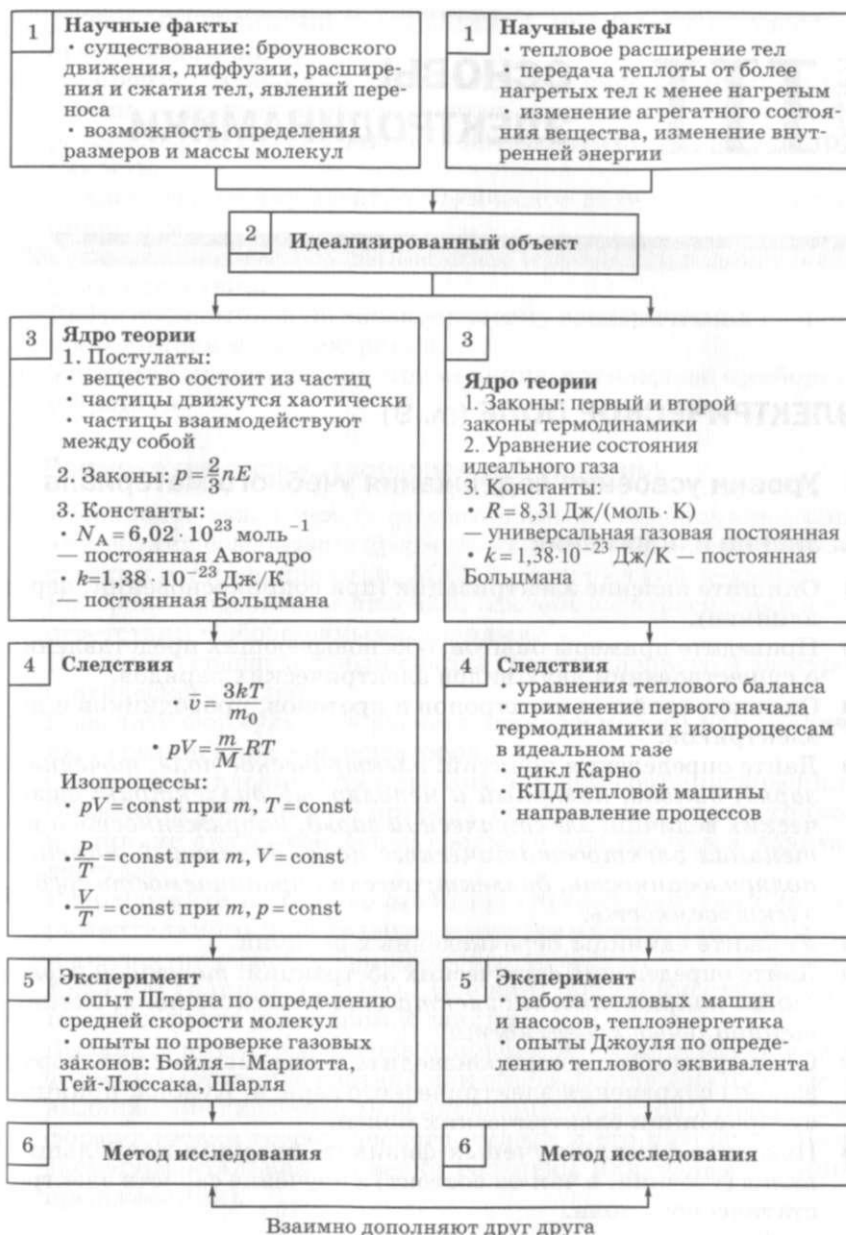 1
Научные факты
· существование: броуновского
движения, диффузии, расшире-
ния и сжатия тел, явлений пере-
носа
· возможность определения
размеров и массы молекул
1
Научные факты
· тепловое расширение тел
· передача теплоты от более
нагретых тел к менее нагретым
· изменение агрегатного состоя-
ния вещества, изменение внут-
ренней энергии
2
Идеализированный объект
3
Ядро теории
1. Постулаты:
· вещество состоит из частиц
· частицы движутся хаотически
· частицы взаимодействуют
между собой
2. Законы: p = 2/3 nE
3. Константы:
· N_A = 6,02 · 10^23 моль^-1
— постоянная Авогадро
· k=1,38 · 10^-23 Дж/К
— постоянная Больцмана
3
Ядро теории
1. Законы: первый и второй
законы термодинамики
2. Уравнение состояния
идеального газа
3. Константы:
· R = 8,31 Дж/(моль · К)
— универсальная газовая постоянная
· k = 1,38·10^-23 Дж/К — постоянная
Больцмана
4
Следствия
· v̄ = 3kT/m₀
· pV = m/M RT
Изопроцессы:
· pV = const при m, T = const
· P/T = const при m, V = const
· V/T = const при m, p = const
4
Следствия
· уравнения теплового баланса
· применение первого начала
термодинамики к изопроцессам
в идеальном газе
· цикл Карно
· КПД тепловой машины
· направление процессов
5
Эксперимент
· опыт Штерна по определению
средней скорости молекул
· опыты по проверке газовых
законов: Бойля — Мариотта,
Гей-Люссака, Шарля
5
Эксперимент
· работа тепловых машин
и насосов, теплоэнергетика
· опыты Джоуля по опреде-
лению теплового эквивалента
6
Метод исследования
6
Метод исследования
Взаимно дополняют друг друга